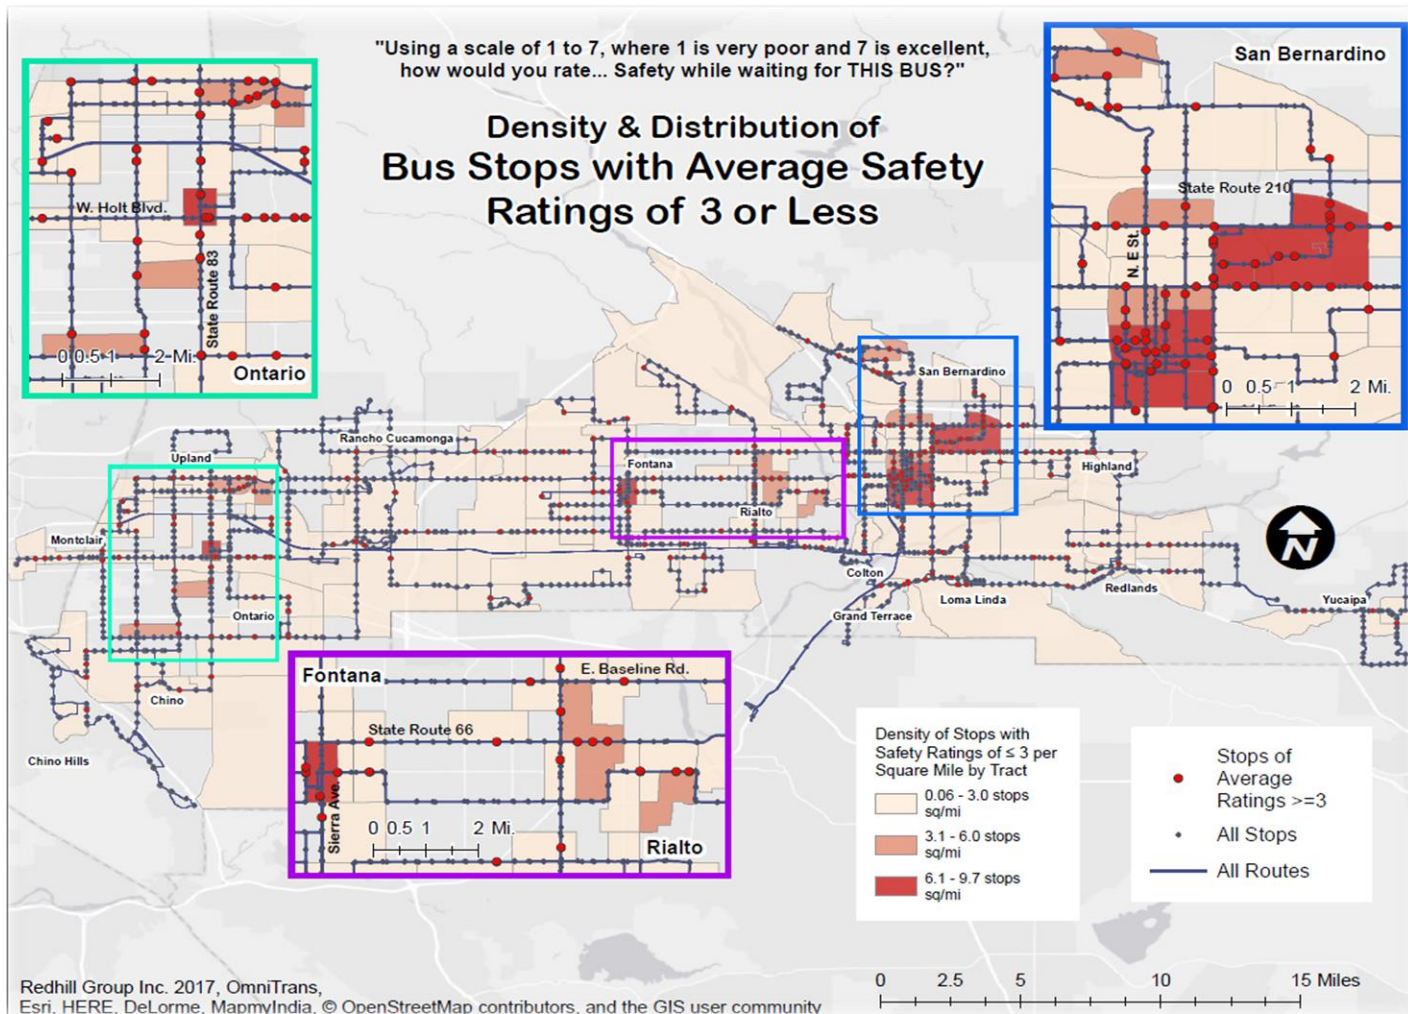 "Using a scale of 1 to 7, where 1 is very poor and 7 is excellent,
how would you rate... Safety while waiting for THIS BUS?"
Density & Distribution of
Bus Stops with Average Safety
Ratings of 3 or Less
W. Holt Blvd.
State Route 83
0 0.5 1 2 Mi.
Ontario
San Bernardino
State Route 210
N. E St.
0 0.5 1 2 Mi.
San Bernardino
Rancho Cucamonga
Upland
Fontana
Highland
Rialto
Montclair
Colton
Loma Linda
Redlands
Yucaipa
Grand Terrace
Ontario
Chino
Chino Hills
N
Fontana
E. Baseline Rd.
State Route 66
Sierra Ave.
0 0.5 1 2 Mi.
Rialto
Density of Stops with
Safety Ratings of ≤ 3 per
Square Mile by Tract
0.06 - 3.0 stops
sq/mi
3.1 - 6.0 stops
sq/mi
6.1 - 9.7 stops
sq/mi
Stops of
Average
Ratings >=3
All Stops
All Routes
0 2.5 5 10 15 Miles
Redhill Group Inc. 2017, OmniTrans,
Esri, HERE, DeLorme, MapmyIndia, © OpenStreetMap contributors, and the GIS user community